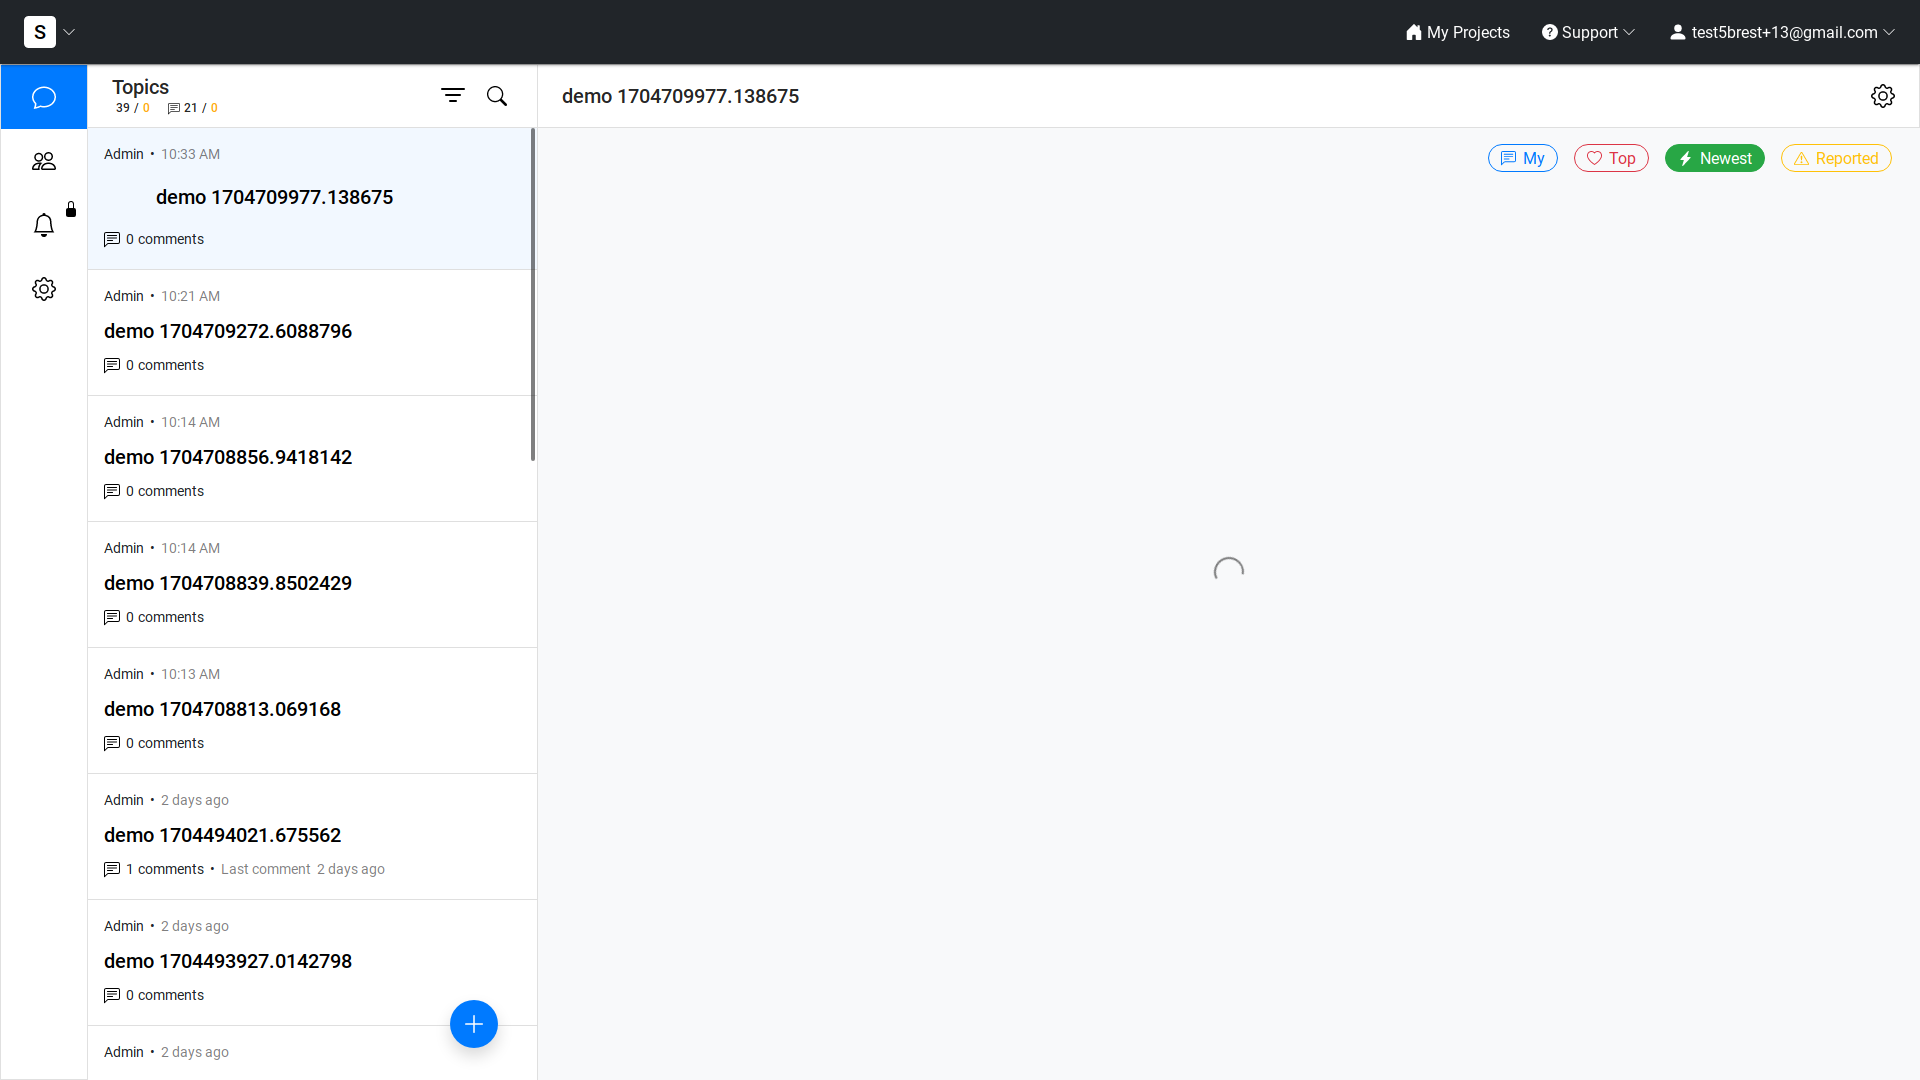 S
My Projects
Support
test5brest+13@gmail.com
Topics
39 / 0 21 / 0
demo 1704709977.138675
My
Top
Newest
Reported
Admin • 10:33 AM
demo 1704709977.138675
0 comments
Admin • 10:21 AM
demo 1704709272.6088796
0 comments
Admin • 10:14 AM
demo 1704708856.9418142
0 comments
Admin • 10:14 AM
demo 1704708839.8502429
0 comments
Admin • 10:13 AM
demo 1704708813.069168
0 comments
Admin • 2 days ago
demo 1704494021.675562
1 comments • Last comment 2 days ago
Admin • 2 days ago
demo 1704493927.0142798
0 comments
Admin • 2 days ago